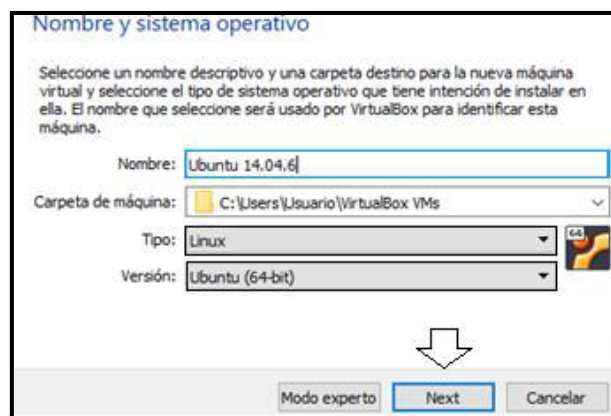 Nombre y sistema operativo
Seleccione un nombre descriptivo y una carpeta destino para la nueva máquina
virtual y seleccione el tipo de sistema operativo que tiene intención de instalar en
ella. El nombre que seleccione será usado por VirtualBox para identificar esta
máquina.
Nombre: Ubuntu 14.04.6
Carpeta de máquina: C:\Users\Usuario\VirtualBox VMs
Tipo: Linux
64
Versión: Ubuntu (64-bit)
Modo experto Next Cancelar